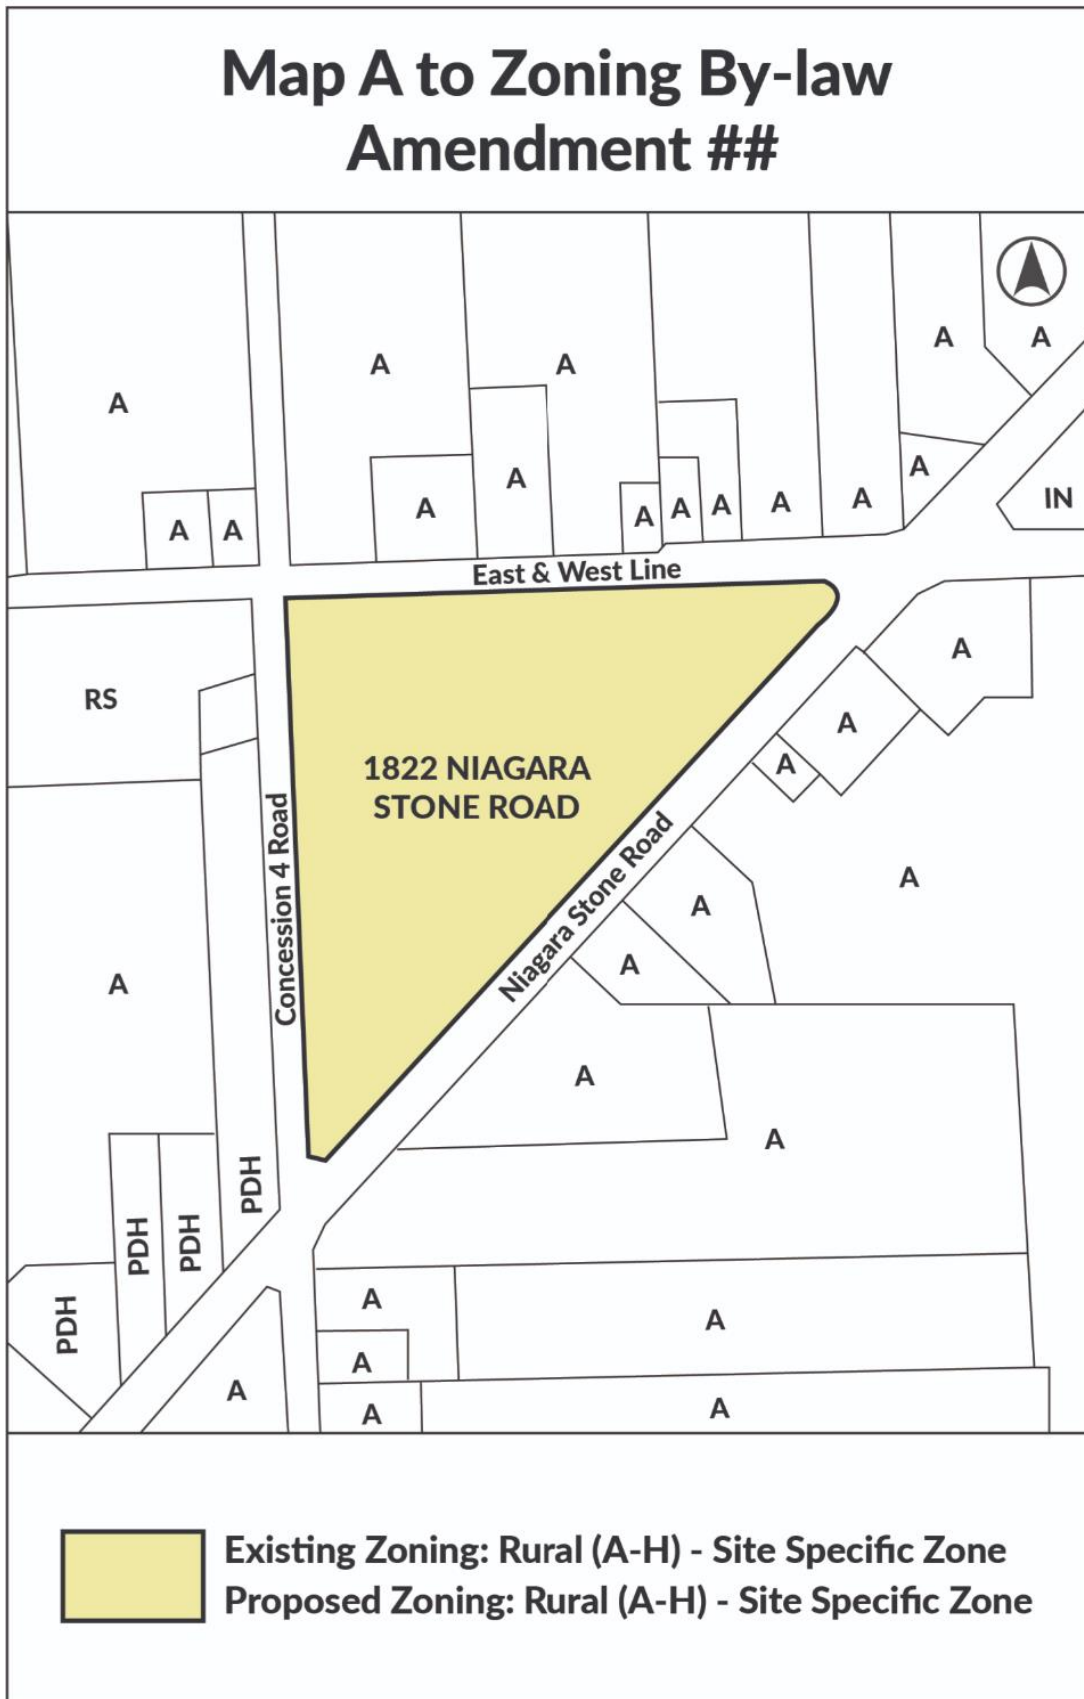 Map A to Zoning By-law
Amendment ##
A
A
A
A
A
A
A
IN
A
A
A
A
A
A
A
A
A
East & West Line
A
RS
A
1822 NIAGARA
STONE ROAD
A
Concession 4 Road
Niagara Stone Road
A
A
A
A
A
A
PDH
PDH
PDH
PDH
A
A
A
A
A
A
A
Existing Zoning: Rural (A-H) - Site Specific Zone
Proposed Zoning: Rural (A-H) - Site Specific Zone